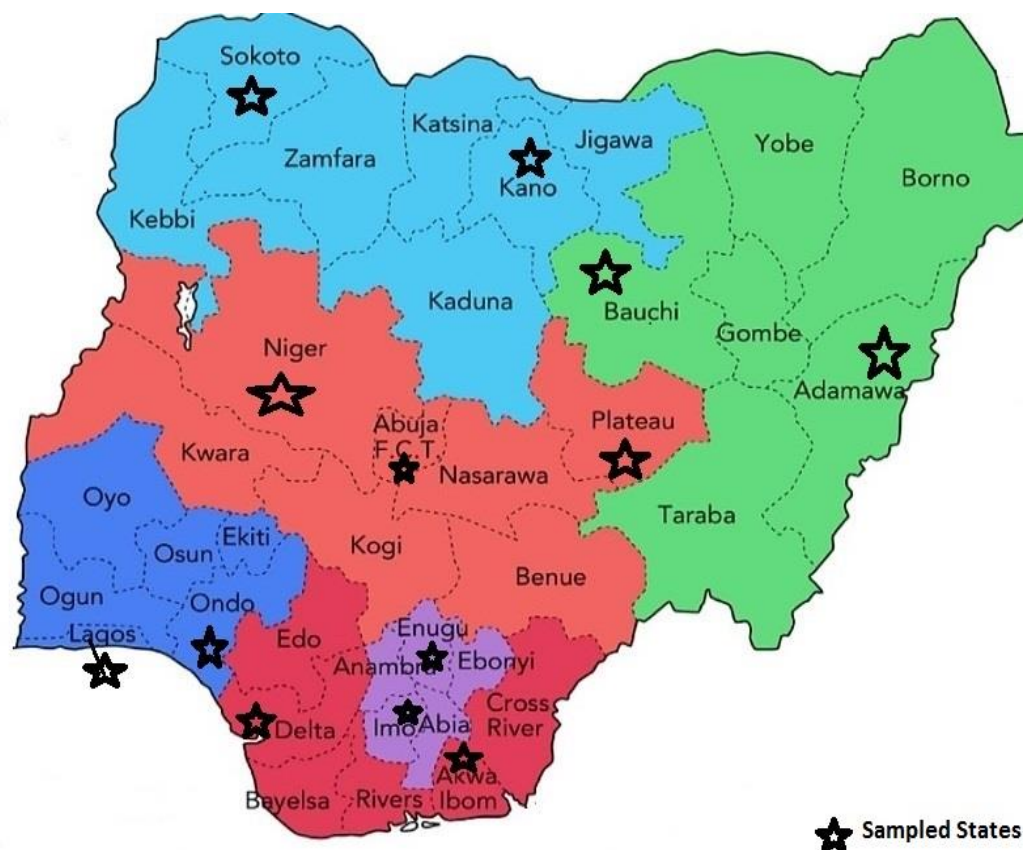 Sokoto
Katsina
Jigawa
Yobe
Zamfara
Kano
Borno
Kebbi
Kaduna
Bauchi
Gombe
Niger
Adamawa
Abuja
F.C.T
Plateau
Kwara
Nasarawa
Oyo
Taraba
Kogi
Ekiti
Osun
Benue
Ogun
Ondo
Lagos
Edo
Enugu
Anambra
Ebonyi
Cross
River
Delta
Imo
Abia
Akwa
Ibom
Bayelsa
Rivers
Sampled States